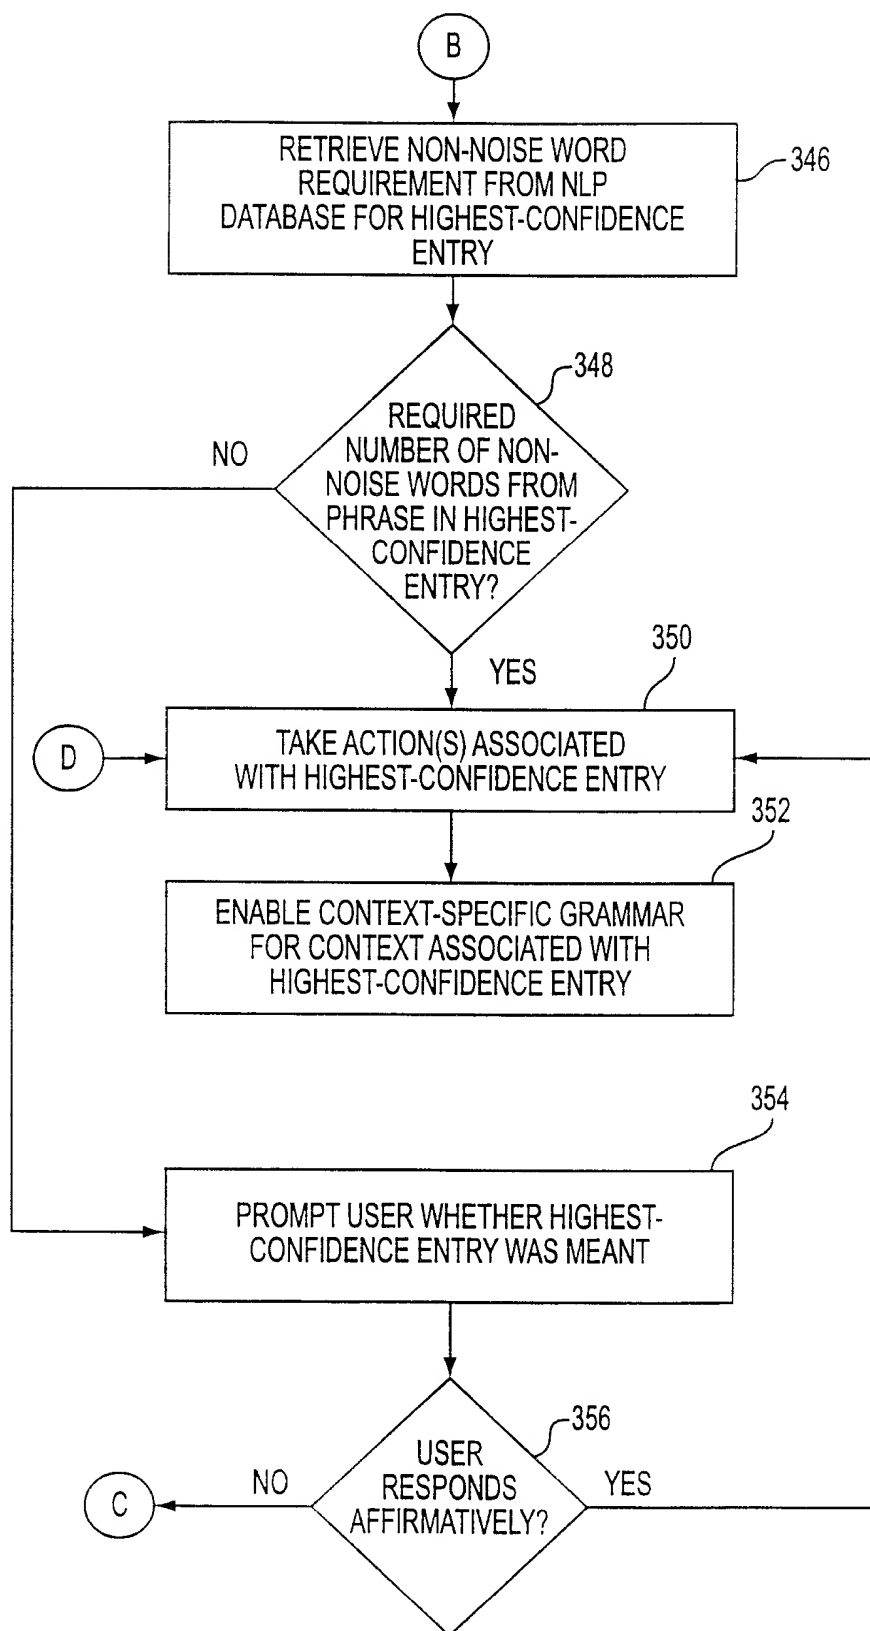 B
RETRIEVE NON-NOISE WORD
REQUIREMENT FROM NLP
DATABASE FOR HIGHEST-CONFIDENCE
ENTRY
346
348
REQUIRED
NUMBER OF NON-
NOISE WORDS FROM
PHRASE IN HIGHEST-
CONFIDENCE
ENTRY?
NO
YES
350
D
TAKE ACTION(S) ASSOCIATED
WITH HIGHEST-CONFIDENCE ENTRY
352
ENABLE CONTEXT-SPECIFIC GRAMMAR
FOR CONTEXT ASSOCIATED WITH
HIGHEST-CONFIDENCE ENTRY
354
PROMPT USER WHETHER HIGHEST-
CONFIDENCE ENTRY WAS MEANT
356
USER
RESPONDS
AFFIRMATIVELY?
NO
YES
C